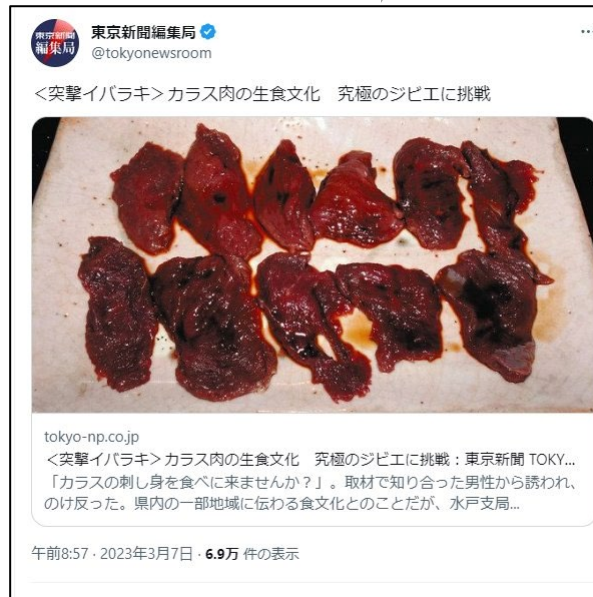 東京新聞
編集局
東京新聞編集局
@tokyonewsroom
＜突撃イバラキ＞カラス肉の生食文化　究極のジビエに挑戦
tokyo-np.co.jp
＜突撃イバラキ＞カラス肉の生食文化　究極のジビエに挑戦：東京新聞 TOKY...
「カラスの刺し身を食べに来ませんか？」。取材で知り合った男性から誘われ、
のけ反った。県内の一部地域に伝わる食文化とのことだが、水戸支局...
午前8:57 · 2023年3月7日 · 6.9万 件の表示